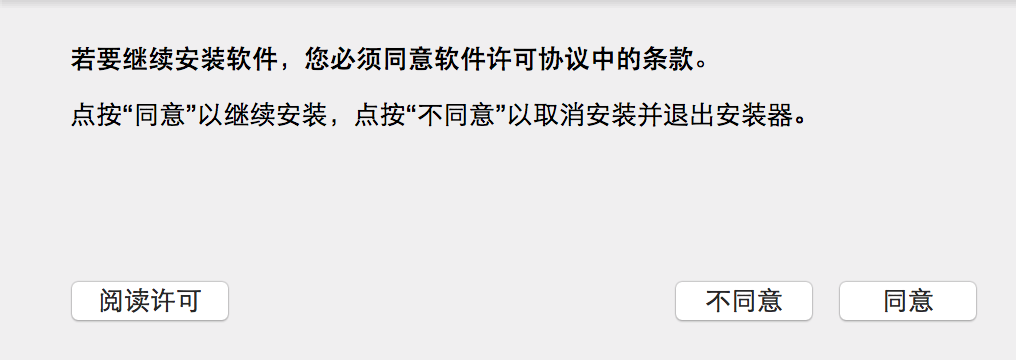 若要继续安装软件，您必须同意软件许可协议中的条款。
点按“同意”以继续安装，点按“不同意”以取消安装并退出安装器。
阅读许可
不同意
同意